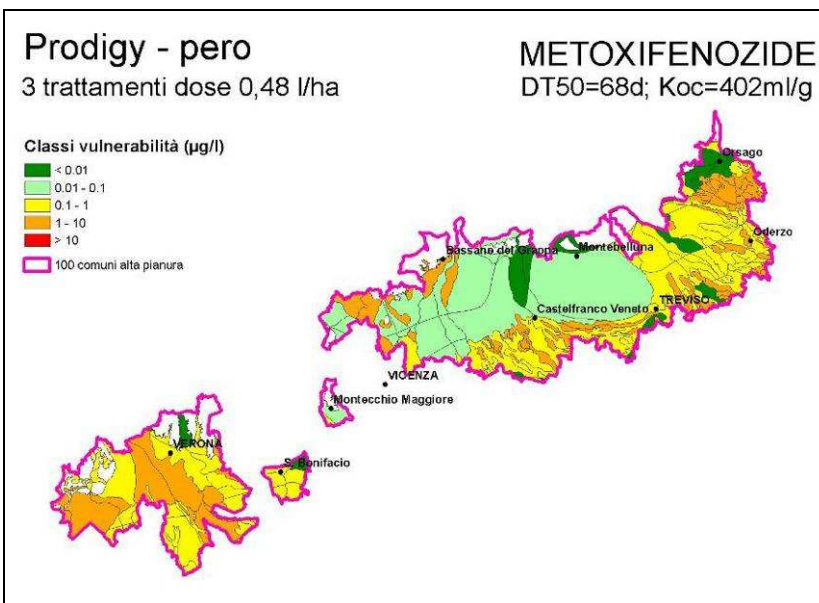 Prodigy - pero
3 trattamenti dose 0,48 l/ha
METOXIFENOZIDE
DT50=68d; Koc=402ml/g
Classi vulnerabilità (µg/l)
< 0.01
0.01 - 0.1
0.1 - 1
1 - 10
> 10
100 comuni alta pianura
Orsago
Oderzo
Bassano del Grappa
Montebelluna
Castelfranco Veneto
TREVISO
VICENZA
Montecchio Maggiore
VERONA
S. Bonifacio